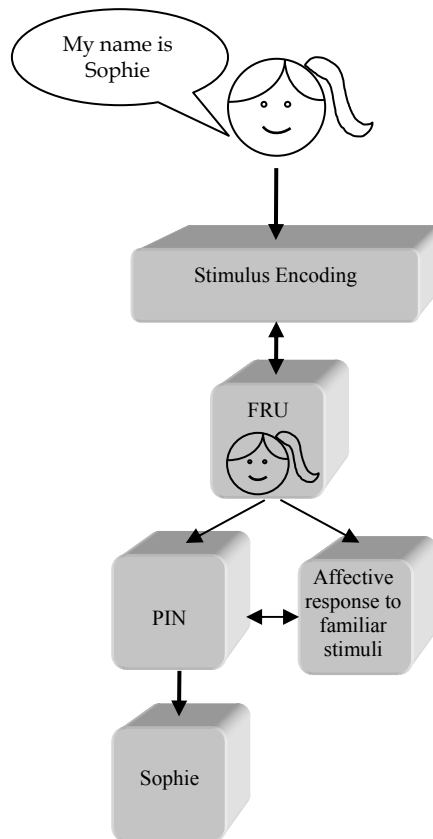 My name is
Sophie
Stimulus Encoding
FRU
PIN
Affective
response to
familiar
stimuli
Sophie